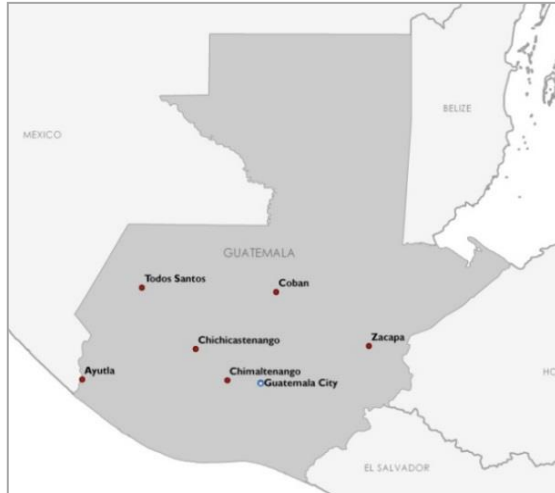 BELIZE
MEXICO
GUATEMALA
Todos Santos
Coban
Zacapa
Chichicastenango
Ayutla
Chimaltenango
Guatemala City
HO
EL SALVADOR